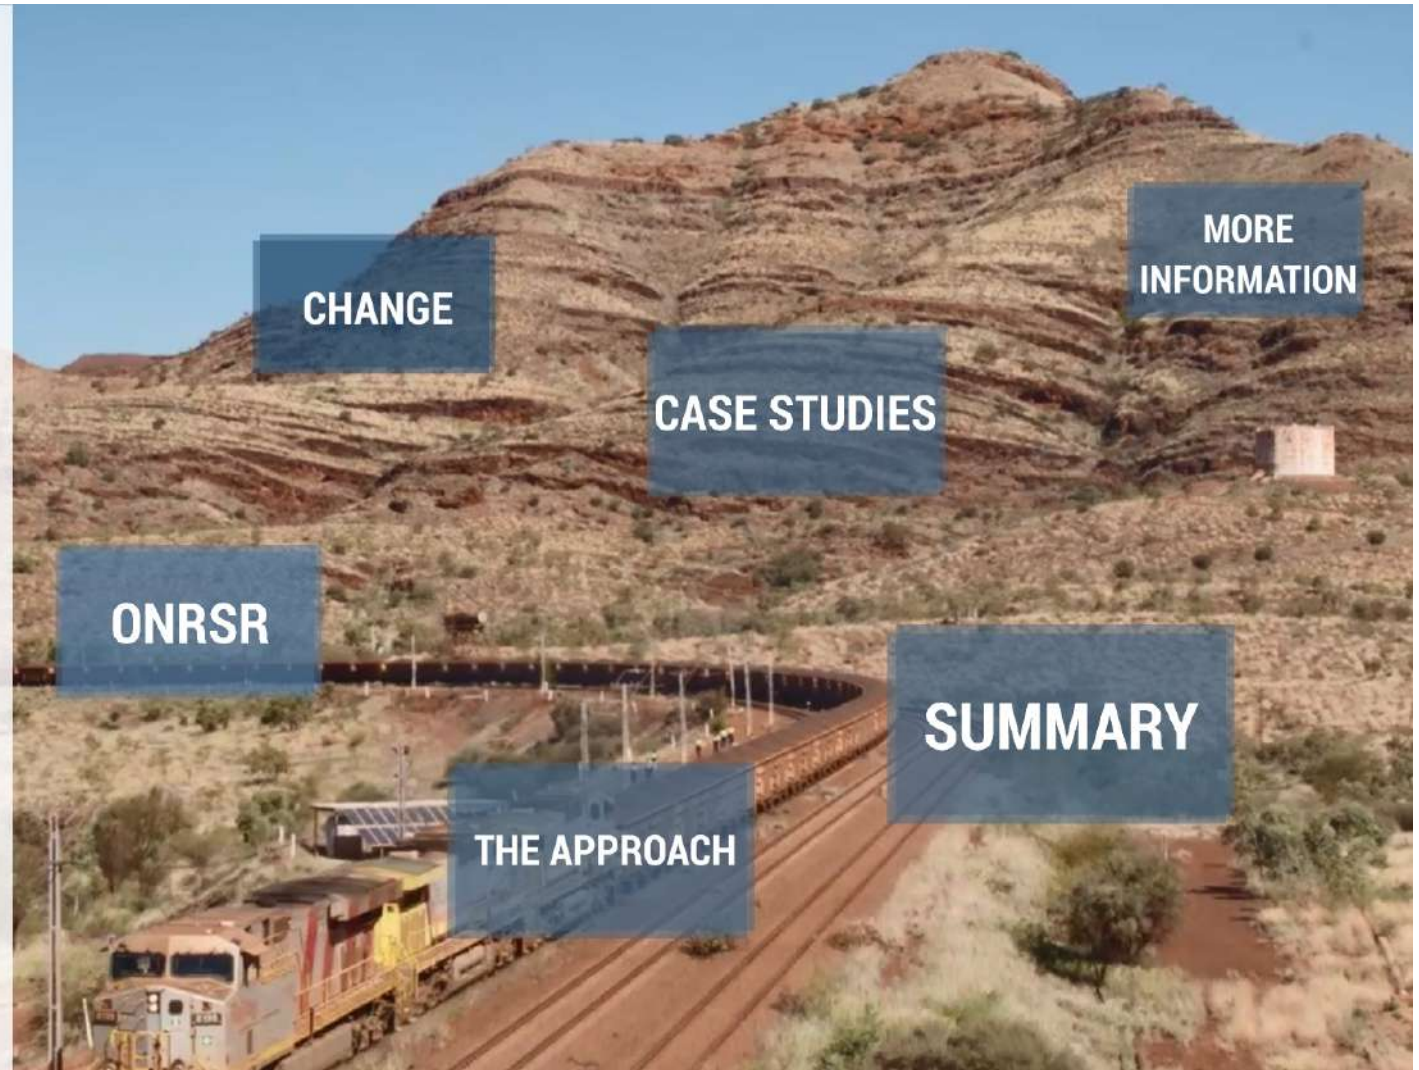 CHANGE
MORE
INFORMATION
CASE STUDIES
ONRSR
SUMMARY
THE APPROACH